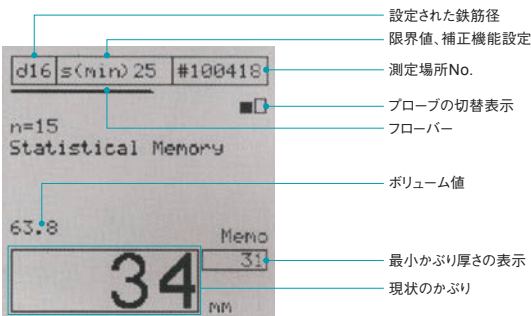 設定された鉄筋径
限界値、補正機能設定
d16 s(min)25 #100418
測定場所No.
プローブの切替表示
フローバー
n=15
Statistical Memory
ボリューム値
63.8
Memo
31
最小かぶり厚さの表示
34 mm
現状のかぶり